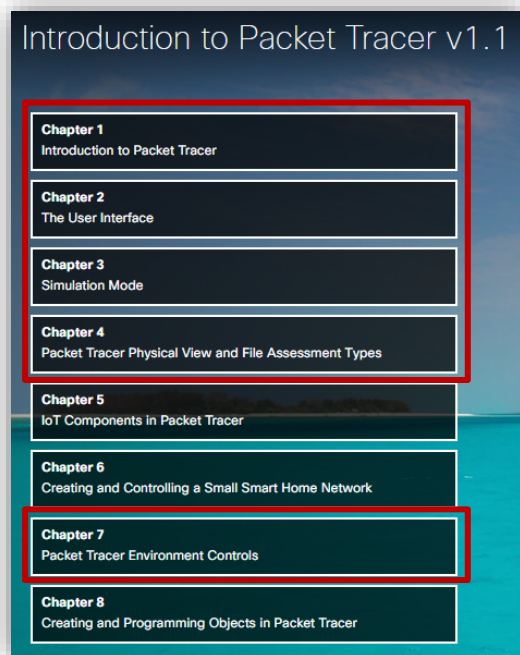 Introduction to Packet Tracer v1.1
Chapter 1
Introduction to Packet Tracer
Chapter 2
The User Interface
Chapter 3
Simulation Mode
Chapter 4
Packet Tracer Physical View and File Assessment Types
Chapter 5
IoT Components in Packet Tracer
Chapter 6
Creating and Controlling a Small Smart Home Network
Chapter 7
Packet Tracer Environment Controls
Chapter 8
Creating and Programming Objects in Packet Tracer